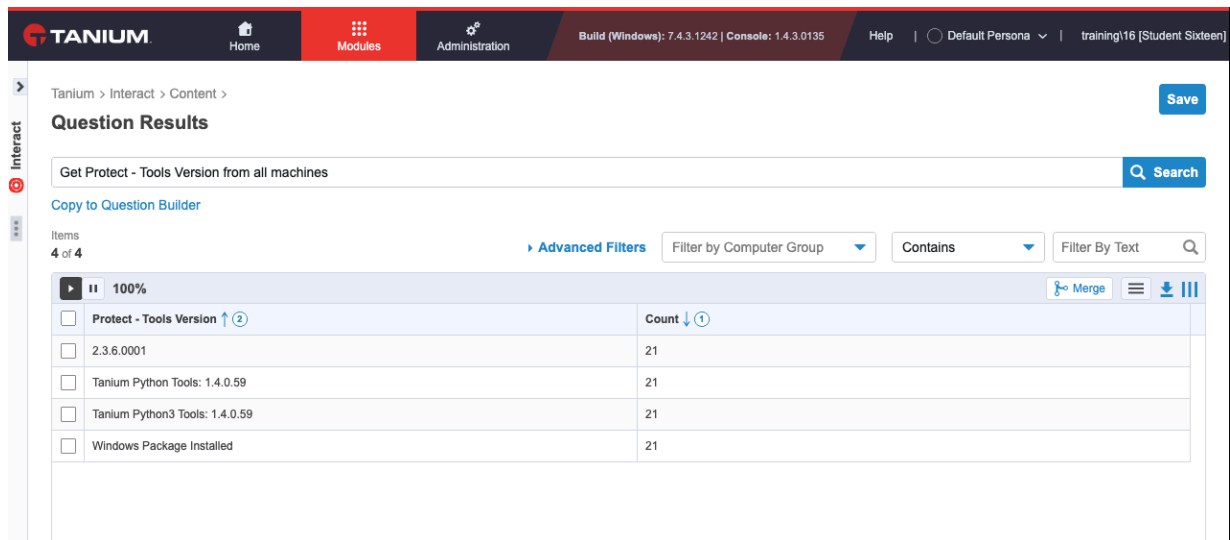 TANIUM.
Home
Modules
Administration
Build (Windows): 7.4.3.1242 | Console: 1.4.3.0135
Help | Default Persona | training\16 [Student Sixteen]
Interact
Tanium > Interact > Content >
Save
Question Results
Get Protect - Tools Version from all machines
Search
Copy to Question Builder
Items
4 of 4
Advanced Filters
Filter by Computer Group
Contains
Filter By Text
100%
Merge
Protect - Tools Version ↑ 2 Count ↓ 1
2.3.6.0001 21
Tanium Python Tools: 1.4.0.59 21
Tanium Python3 Tools: 1.4.0.59 21
Windows Package Installed 21